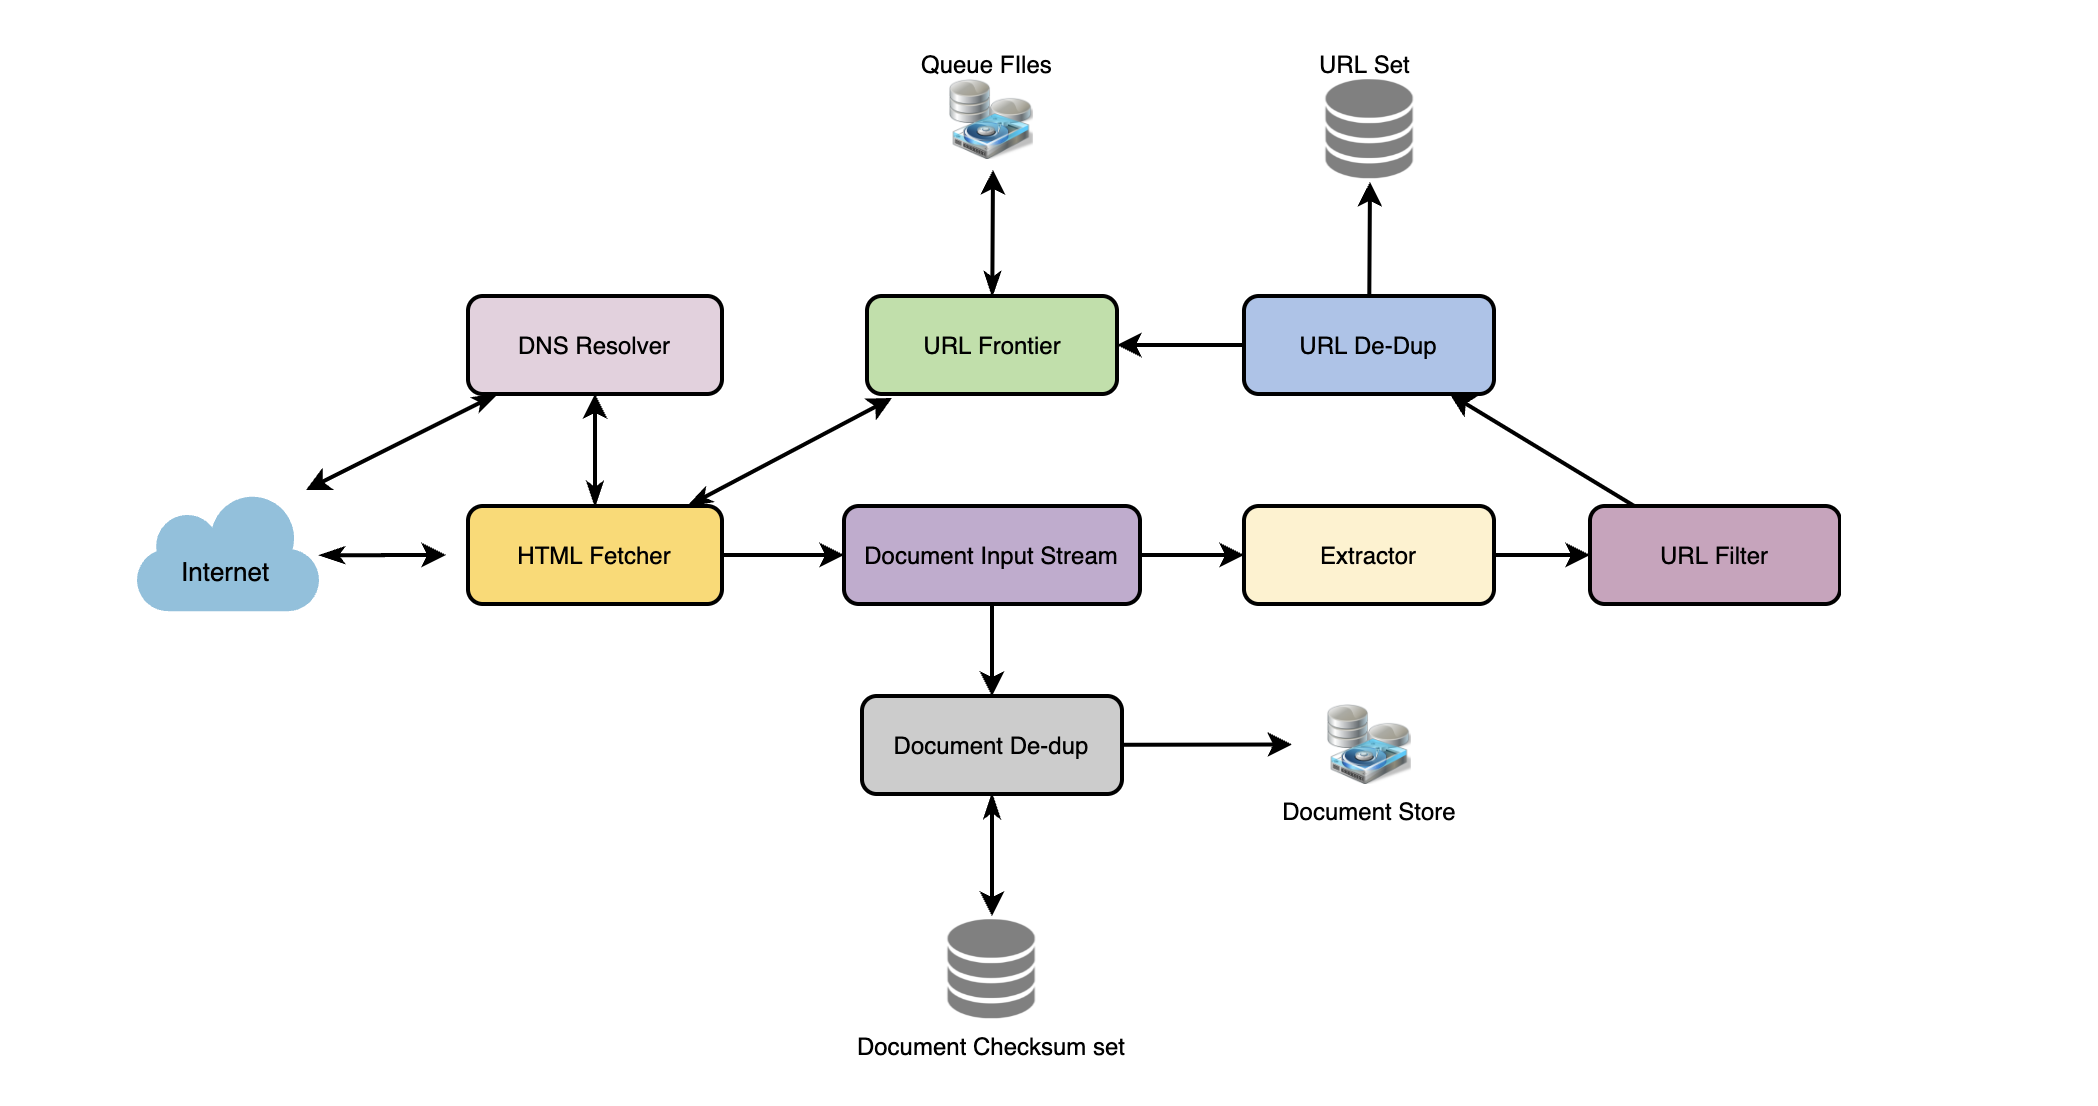 Queue FIles
URL Set
DNS Resolver
URL Frontier
URL De-Dup
Internet
HTML Fetcher
Document Input Stream
Extractor
URL Filter
Document De-dup
Document Store
Document Checksum set